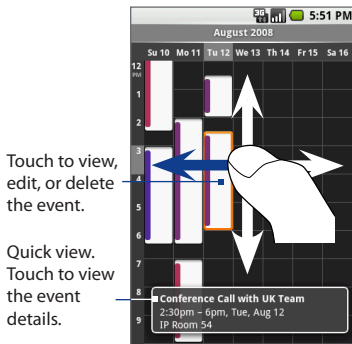 3G 5:51 PM
August 2008
Su 10 Mo 11 Tu 12 We 13 Th 14 Fr 15 Sa 16
12
PM
1
2
3
4
5
6
7
8
9
Touch to view,
edit, or delete
the event.
Quick view.
Touch to view
the event
details.
Conference Call with UK Team
2:30pm – 6pm, Tue, Aug 12
IP Room 54